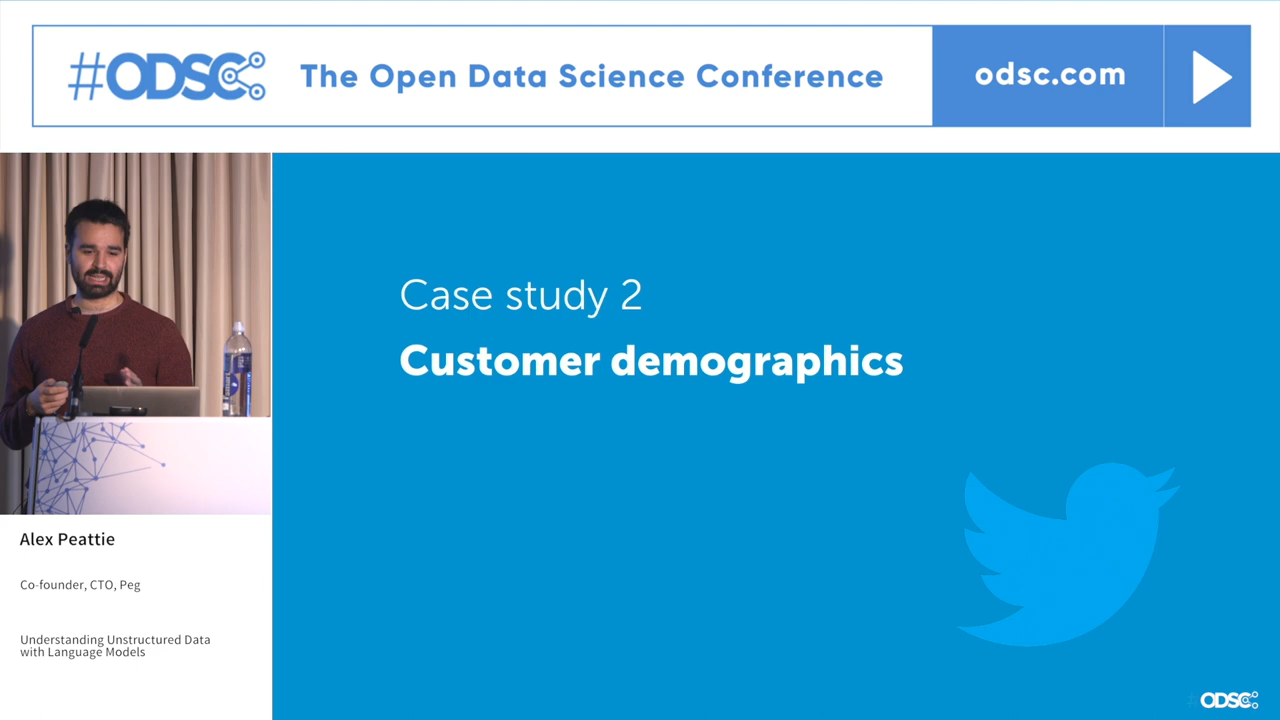 #ODSC
The Open Data Science Conference
odsc.com
Case study 2
Customer demographics
Alex Peattie
Co-founder, CTO, Peg
Understanding Unstructured Data
with Language Models
#ODSC